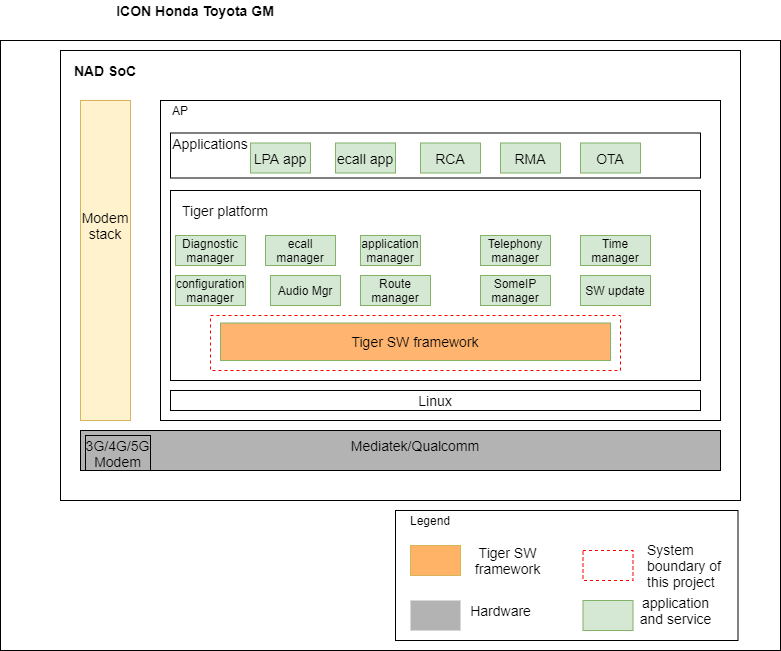 ICON Honda Toyota GM
NAD SoC
AP
Applications
LPA app
ecall app
RCA
RMA
OTA
Modem
stack
Tiger platform
Diagnostic
manager
ecall
manager
application
manager
Telephony
manager
Time
manager
configuration
manager
Audio Mgr
Route
manager
SomeIP
manager
SW update
Tiger SW framework
Linux
3G/4G/5G
Modem
Mediatek/Qualcomm
Legend
Tiger SW
framework
System
boundary of
this project
Hardware
application
and service